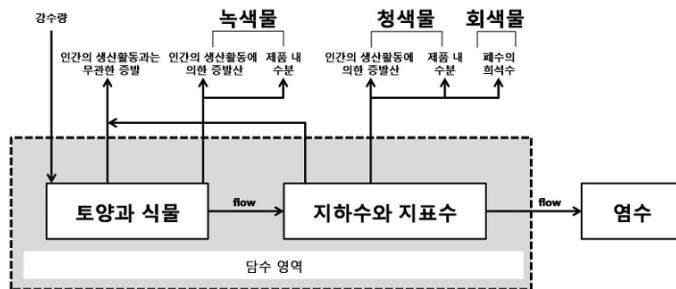 녹색물
청색물
회색물
강수량
인간의 생산활동과는
무관한 증발
인간의 생산활동에
의한 증발산
제품 내
수분
인간의 생산활동에
의한 증발산
제품 내
수분
폐수의
희석수
토양과 식물
flow
지하수와 지표수
flow
염수
담수 영역